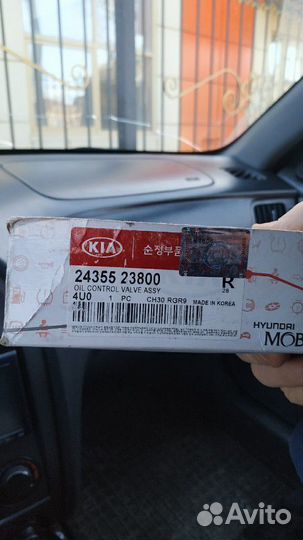 KIA 순정부품
24355 23800 R
OIL CONTROL VALVE ASSY
4U0 1 PC CH30 RGR9 MADE IN KOREA
HYUNDAI
MOB
Avito